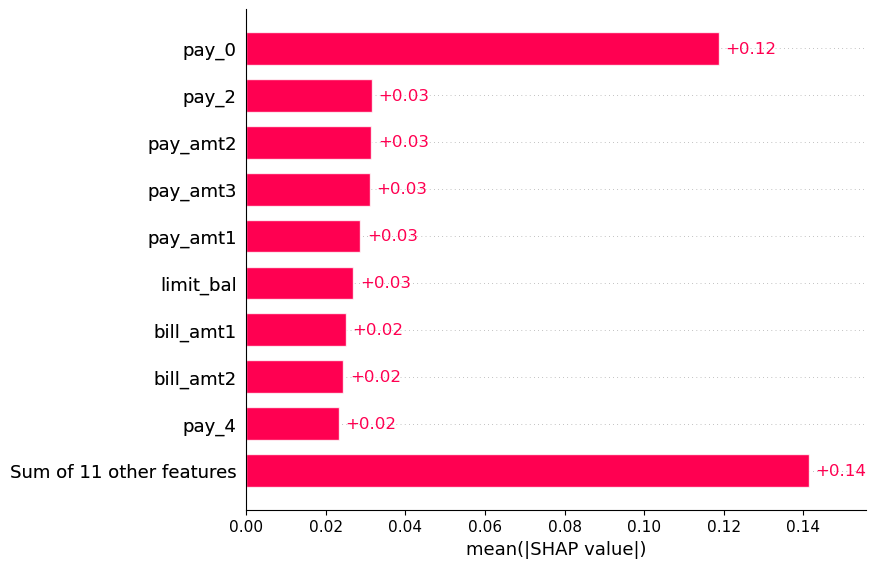 pay_0 +0.12
pay_2 +0.03
pay_amt2 +0.03
pay_amt3 +0.03
pay_amt1 +0.03
limit_bal +0.03
bill_amt1 +0.02
bill_amt2 +0.02
pay_4 +0.02
Sum of 11 other features +0.14
0.00 0.02 0.04 0.06 0.08 0.10 0.12 0.14
mean(|SHAP value|)